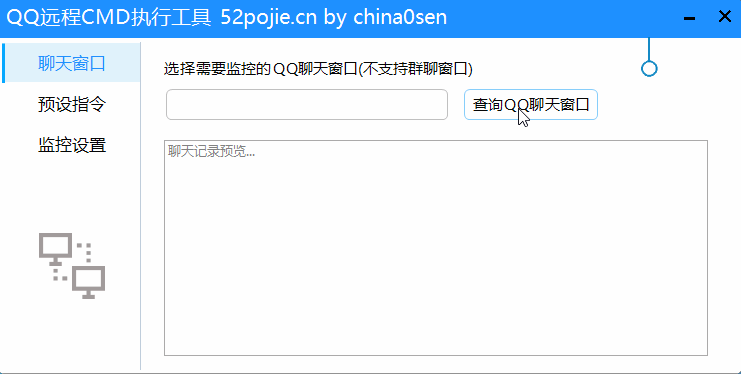 QQ远程CMD执行工具 52pojie.cn by china0sen
聊天窗口
预设指令
监控设置
选择需要监控的QQ聊天窗口(不支持群聊窗口)
查询QQ聊天窗口
聊天记录预览...